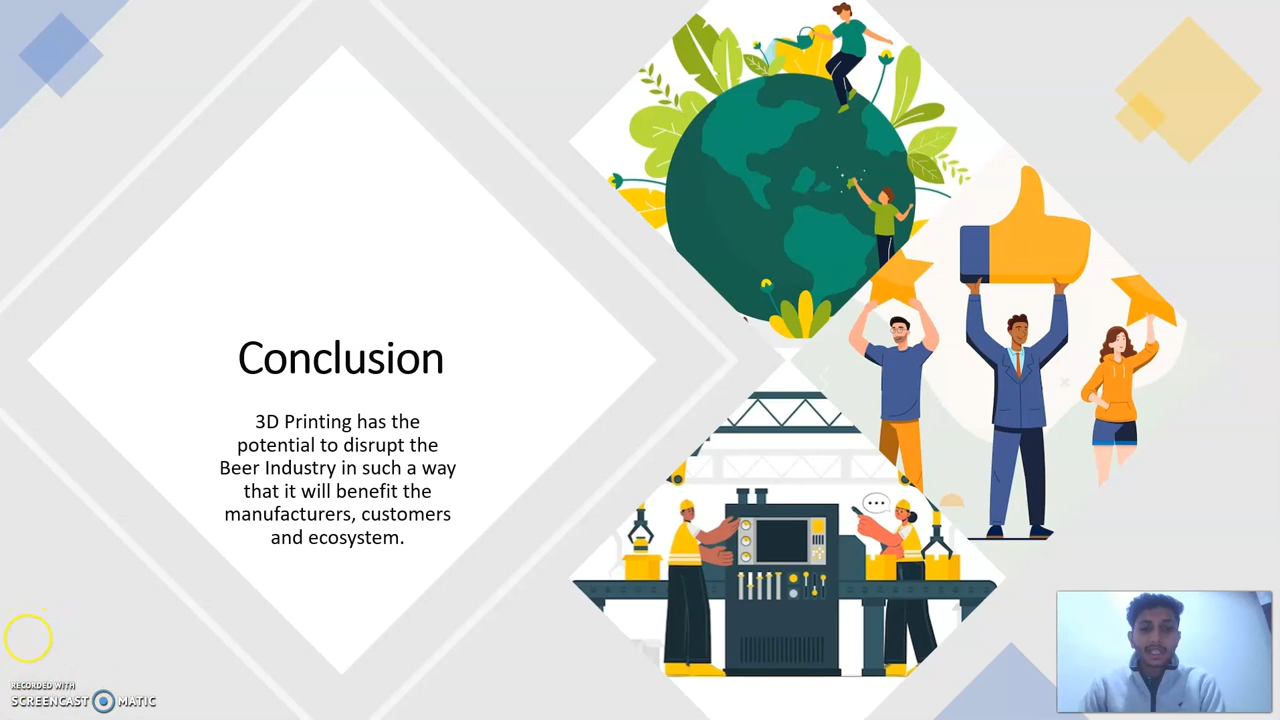 Conclusion
3D Printing has the
potential to disrupt the
Beer Industry in such a way
that it will benefit the
manufacturers, customers
and ecosystem.
RECORDED WITH
SCREENCAST MATIC